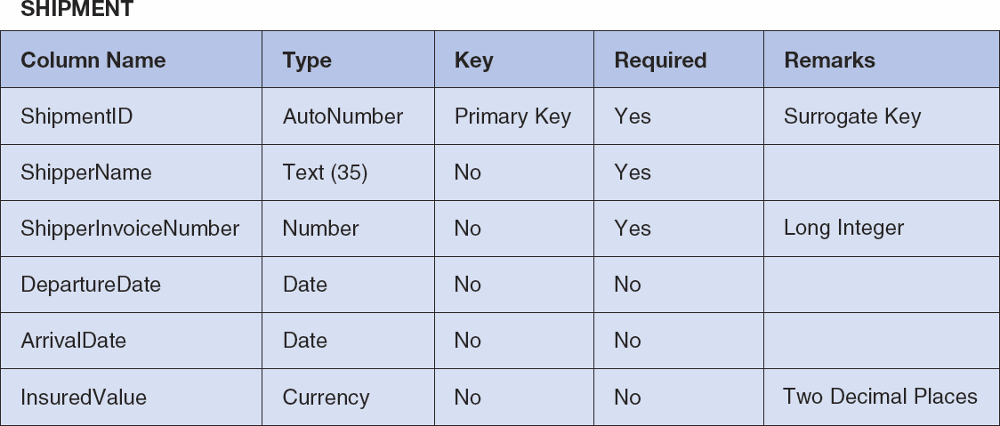 SHIPMENT
Column Name Type Key Required Remarks
ShipmentID AutoNumber Primary Key Yes Surrogate Key
ShipperName Text (35) No Yes
ShipperInvoiceNumber Number No Yes Long Integer
DepartureDate Date No No
ArrivalDate Date No No
InsuredValue Currency No No Two Decimal Places